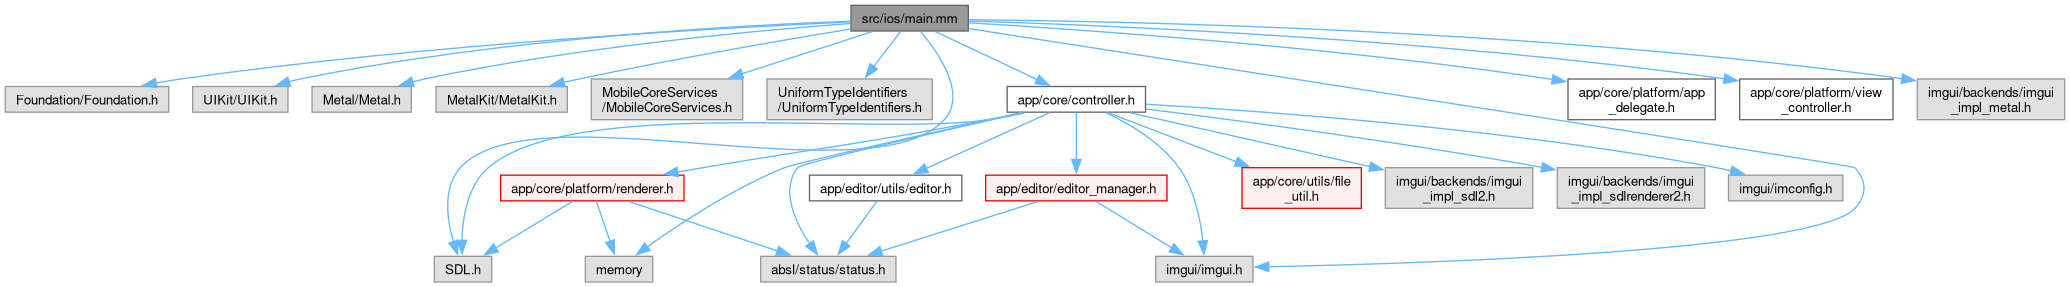 src/ios/main.mm
Foundation/Foundation.h
UIKit/UIKit.h
Metal/Metal.h
MetalKit/MetalKit.h
MobileCoreServices
/MobileCoreServices.h
UniformTypeIdentifiers
/UniformTypeIdentifiers.h
app/core/controller.h
app/core/platform/app
_delegate.h
app/core/platform/view
_controller.h
imgui/backends/imgui
_impl_metal.h
app/core/platform/renderer.h
app/editor/utils/editor.h
app/editor/editor_manager.h
app/core/utils/file
_util.h
imgui/backends/imgui
_impl_sdl2.h
imgui/backends/imgui
_impl_sdlrenderer2.h
imgui/imconfig.h
SDL.h
memory
absl/status/status.h
imgui/imgui.h